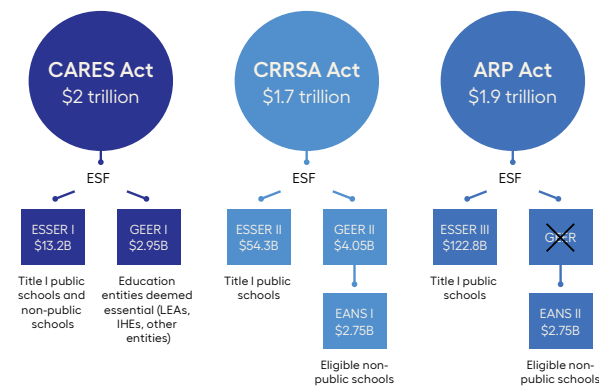 CARES Act
$2 trillion
CRRSA Act
$1.7 trillion
ARP Act
$1.9 trillion
ESF
ESF
ESF
ESSER I
$13.2B
GEER I
$2.95B
ESSER II
$54.3B
GEER II
$4.05B
ESSER III
$122.8B
GEER
Title I public
schools and
non-public
schools
Education
entities deemed
essential (LEAs,
IHEs, other
entities)
Title I public
schools
EANS I
$2.75B
Title I public
schools
EANS II
$2.75B
Eligible non-
public schools
Eligible non-
public schools